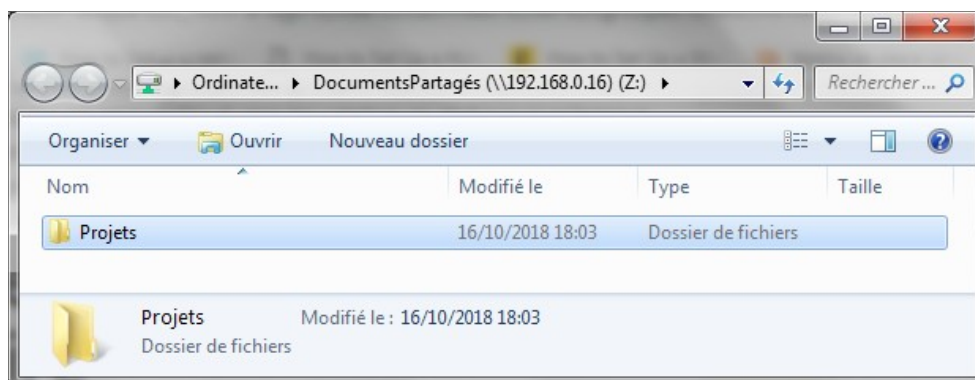 Ordinate... DocumentsPartagés (\\192.168.0.16) (Z:) Rechercher ...
Organiser Ouvrir Nouveau dossier
Nom Modifié le Type Taille
Projets 16/10/2018 18:03 Dossier de fichiers
Projets Modifié le : 16/10/2018 18:03
Dossier de fichiers